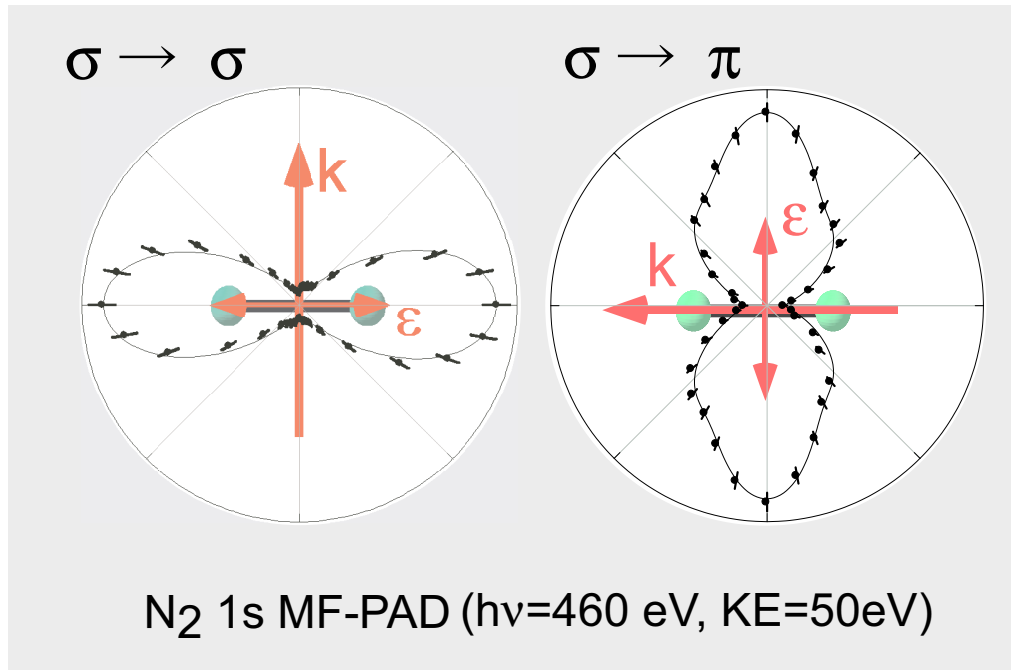 σ → σ
σ → π
k
ε
k
ε
N2 1s MF-PAD (hν=460 eV, KE=50eV)